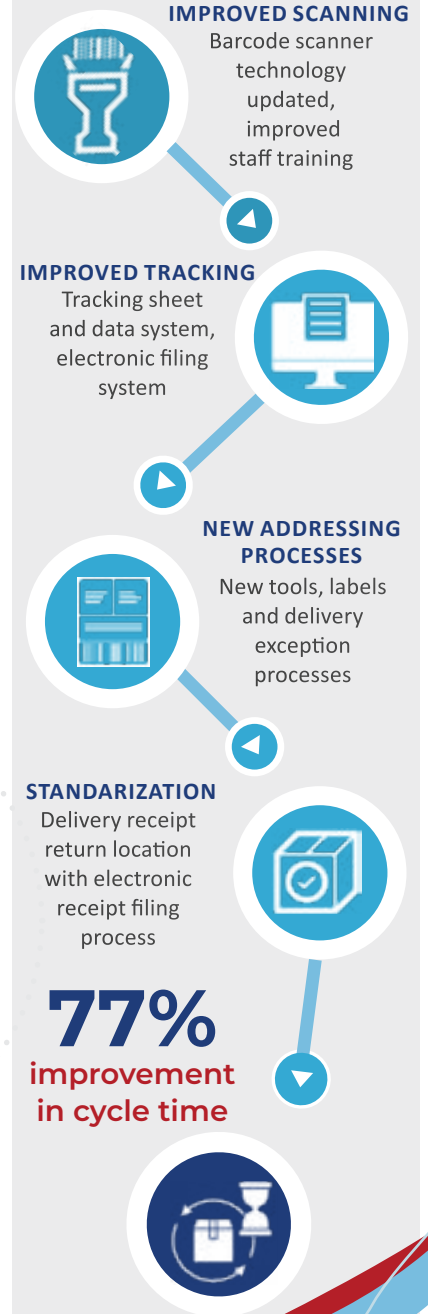 IMPROVED SCANNING
Barcode scanner
technology
updated,
improved
staff training
IMPROVED TRACKING
Tracking sheet
and data system,
electronic filing
system
NEW ADDRESSING
PROCESSES
New tools, labels
and delivery
exception
processes
STANDARIZATION
Delivery receipt
return location
with electronic
receipt filing
process
77%
improvement
in cycle time